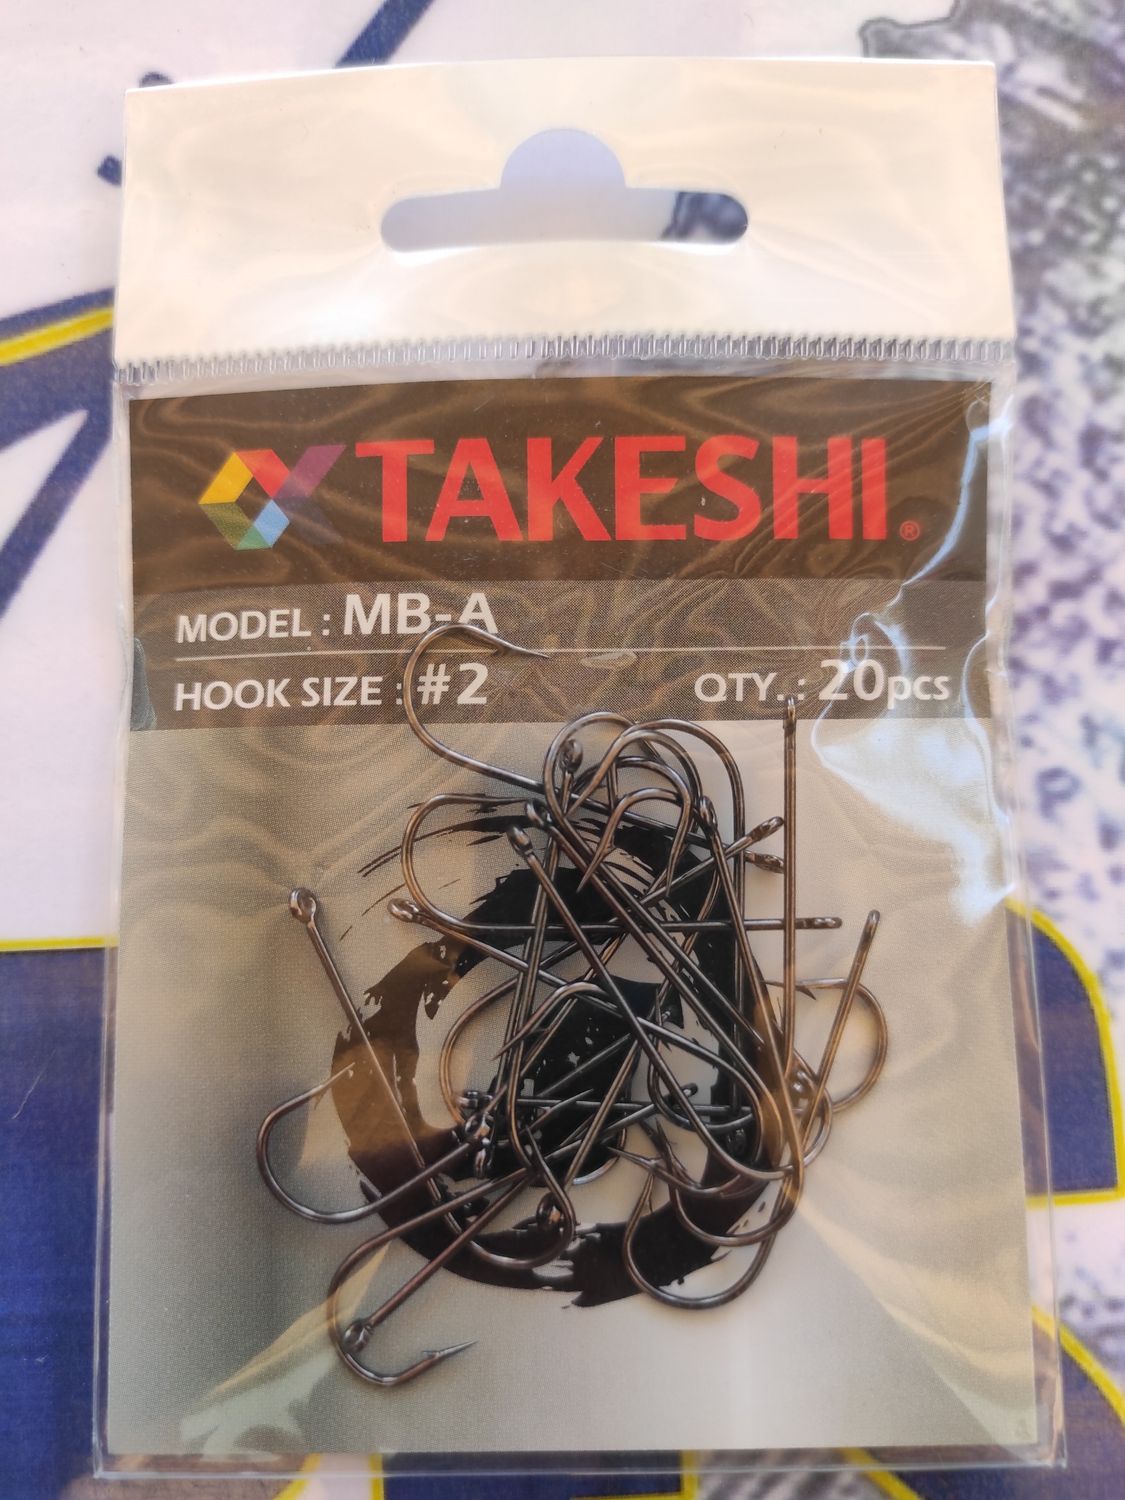 TAKESHI®
MODEL : MB-A
HOOK SIZE : #2 QTY. : 20pcs